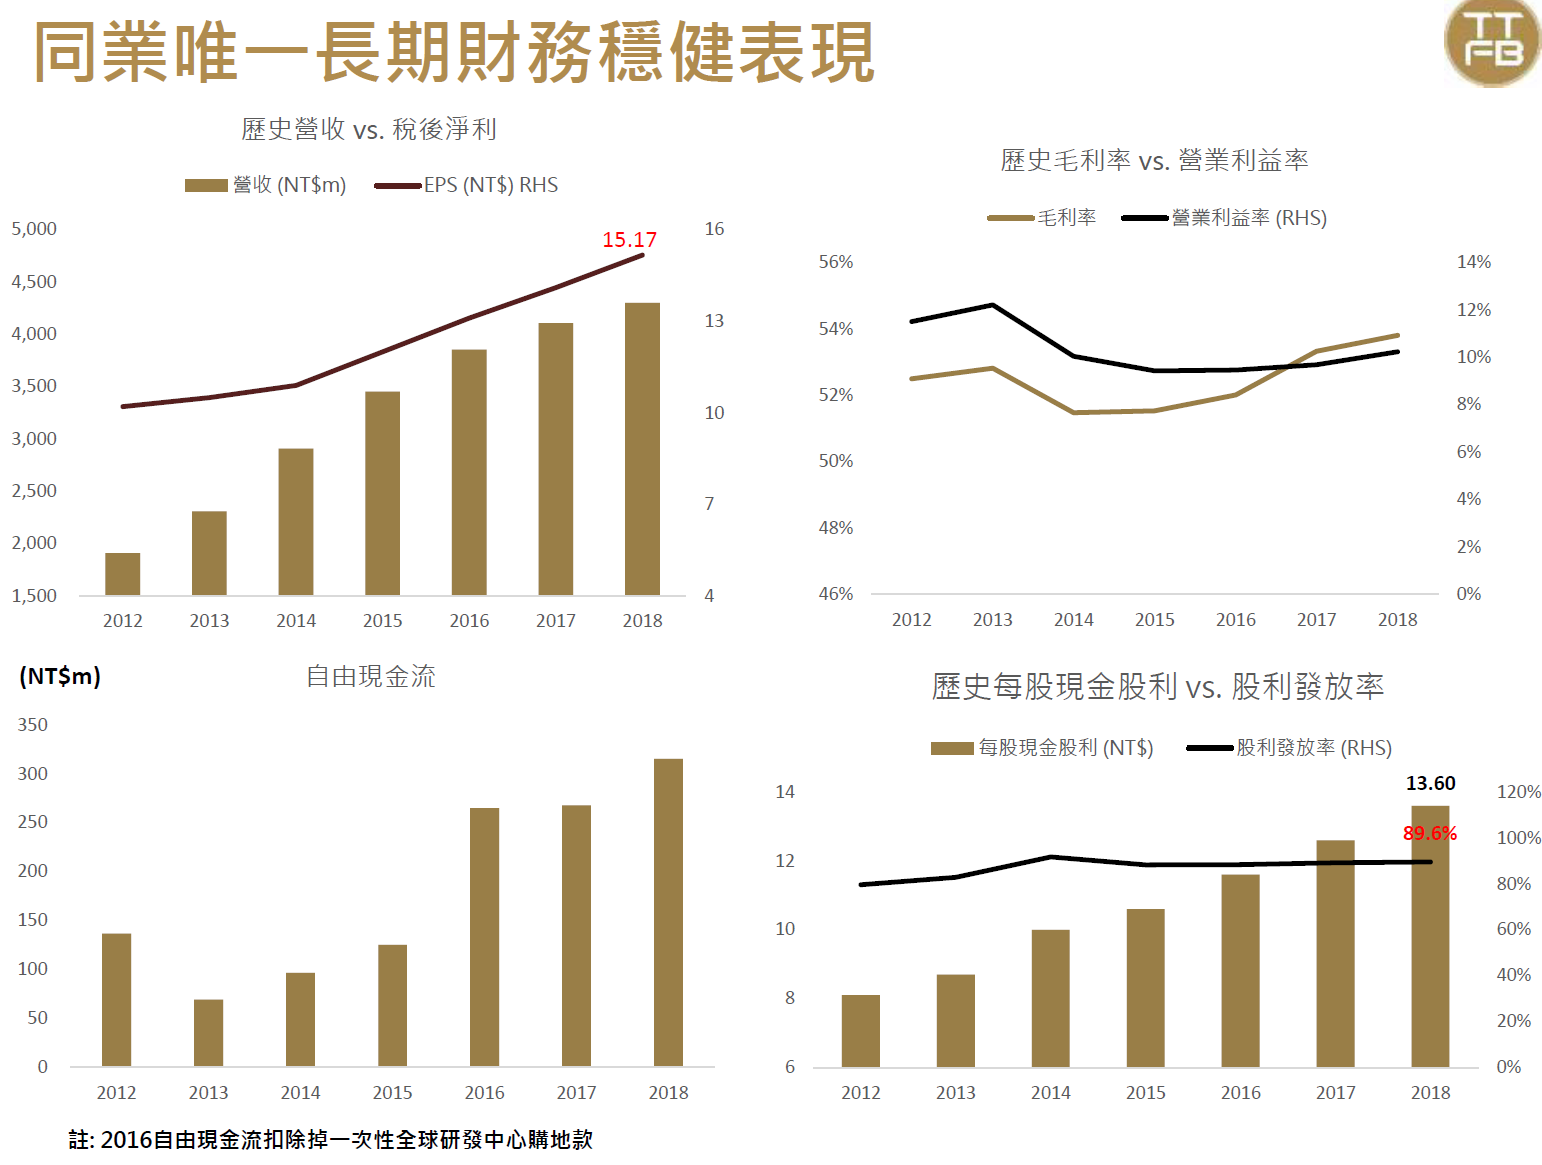 同業唯一長期財務穩健表現
TT
FB
歷史營收 vs. 稅後淨利
營收 (NT$m)
EPS (NT$) RHS
5,000
4,500
4,000
3,500
3,000
2,500
2,000
1,500
15.17
16
13
10
7
4
2012 2013 2014 2015 2016 2017 2018
歷史毛利率 vs. 營業利益率
毛利率
營業利益率 (RHS)
56%
54%
52%
50%
48%
46%
14%
12%
10%
8%
6%
4%
2%
0%
2012 2013 2014 2015 2016 2017 2018
(NT$m)
自由現金流
350
300
250
200
150
100
50
0
2012 2013 2014 2015 2016 2017 2018
註: 2016自由現金流扣除掉一次性全球研發中心購地款
歷史每股現金股利 vs. 股利發放率
每股現金股利 (NT$)
股利發放率 (RHS)
14
12
10
8
6
13.60
89.6%
120%
100%
80%
60%
40%
20%
0%
2012 2013 2014 2015 2016 2017 2018